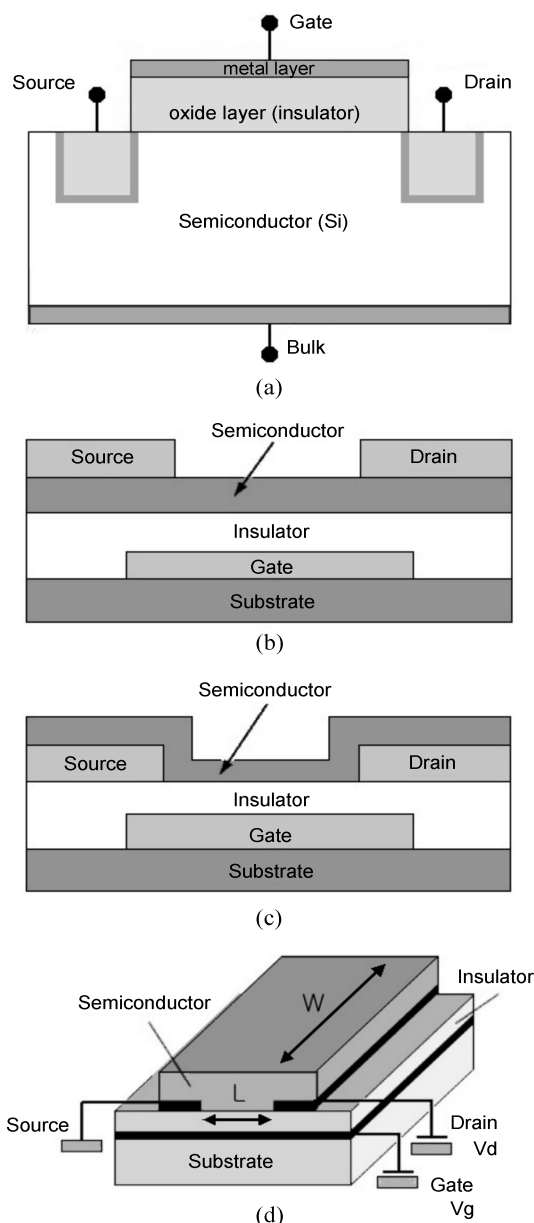 Gate
metal layer
Source
Drain
oxide layer (insulator)
Semiconductor (Si)
Bulk
(a)
Semiconductor
Source
Drain
Insulator
Gate
Substrate
(b)
Semiconductor
Source
Drain
Insulator
Gate
Substrate
(c)
Insulator
Semiconductor
W
L
Source
Drain
Vd
Substrate
Gate
Vg
(d)